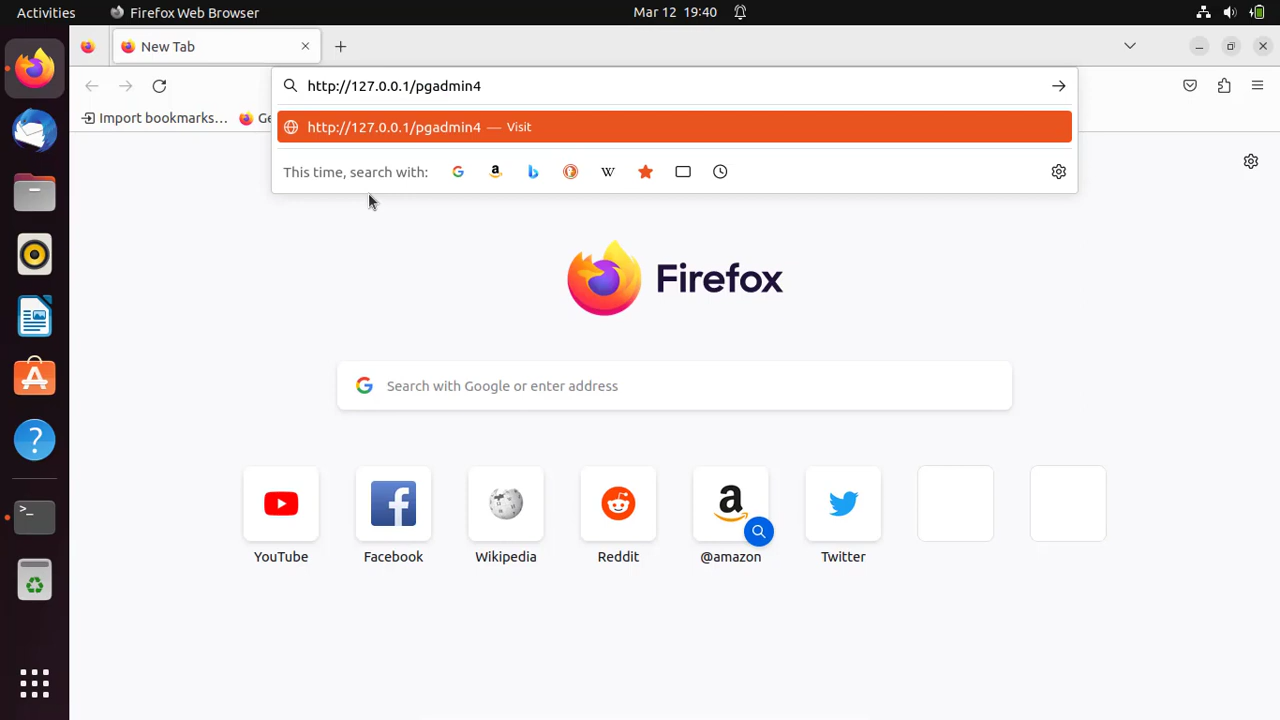 Activities Firefox Web Browser Mar 12 19:40
New Tab
http://127.0.0.1/pgadmin4
Import bookmarks... Ge
http://127.0.0.1/pgadmin4 — Visit
This time, search with: G a b W
Firefox
Search with Google or enter address
YouTube Facebook Wikipedia Reddit @amazon Twitter